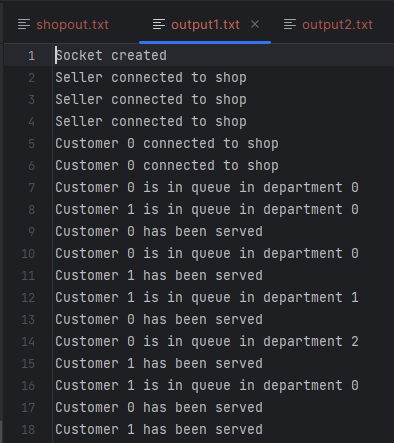 shopout.txt output1.txt output2.txt
1 Socket created
2 Seller connected to shop
3 Seller connected to shop
4 Seller connected to shop
5 Customer 0 connected to shop
6 Customer 0 connected to shop
7 Customer 0 is in queue in department 0
8 Customer 1 is in queue in department 0
9 Customer 0 has been served
10 Customer 0 is in queue in department 0
11 Customer 1 has been served
12 Customer 1 is in queue in department 1
13 Customer 0 has been served
14 Customer 0 is in queue in department 2
15 Customer 1 has been served
16 Customer 1 is in queue in department 0
17 Customer 0 has been served
18 Customer 1 has been served